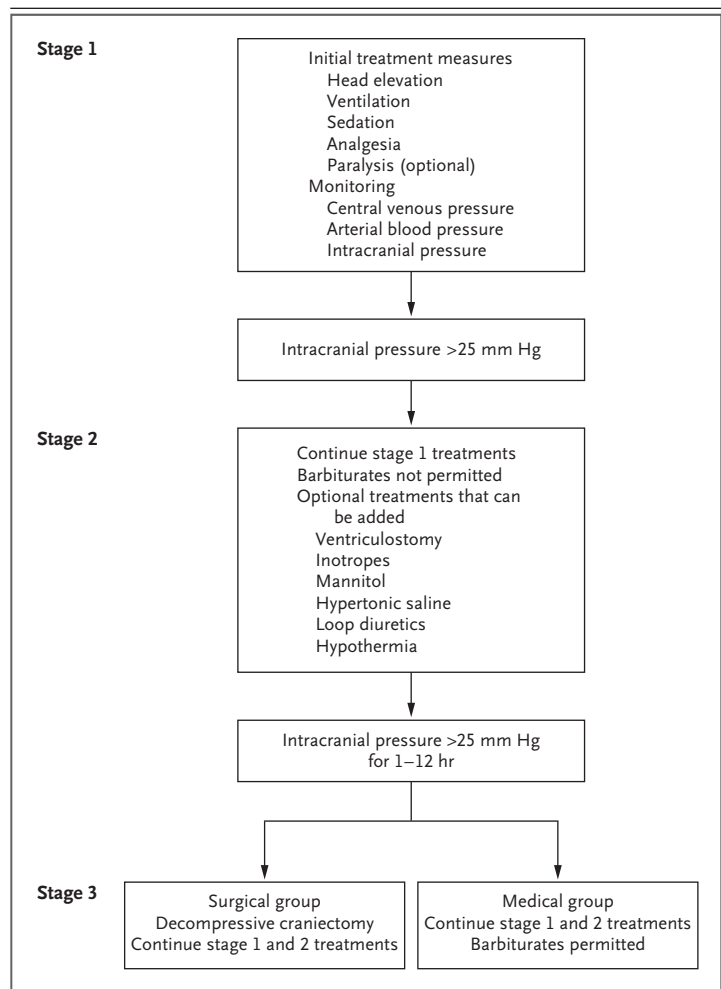 Stage 1
Initial treatment measures
Head elevation
Ventilation
Sedation
Analgesia
Paralysis (optional)
Monitoring
Central venous pressure
Arterial blood pressure
Intracranial pressure
Intracranial pressure >25 mm Hg
Stage 2
Continue stage 1 treatments
Barbiturates not permitted
Optional treatments that can
be added
Ventriculostomy
Inotropes
Mannitol
Hypertonic saline
Loop diuretics
Hypothermia
Intracranial pressure >25 mm Hg
for 1–12 hr
Stage 3
Surgical group
Decompressive craniectomy
Continue stage 1 and 2 treatments
Medical group
Continue stage 1 and 2 treatments
Barbiturates permitted